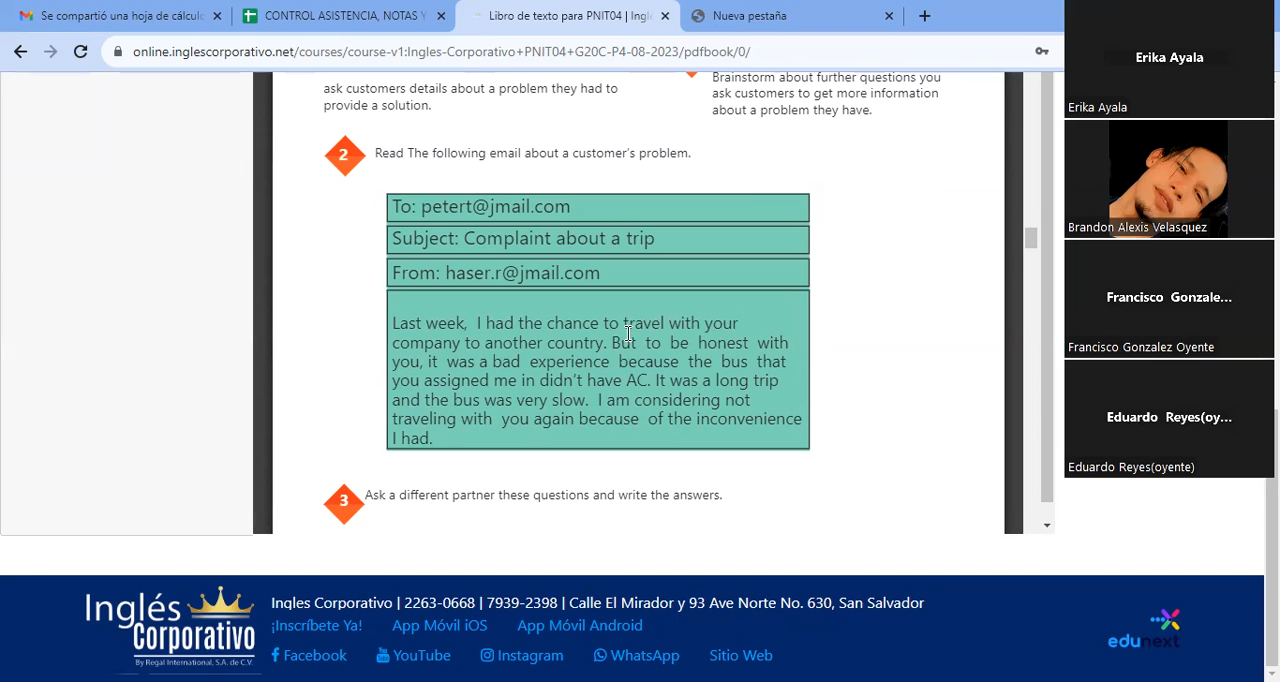 Se compartió una hoja de cálcul
CONTROL ASISTENCIA, NOTAS Y
Libro de texto para PNIT04 | Ingl
Nueva pestaña
online.inglescorporativo.net/courses/course-v1:Ingles-Corporativo+PNIT04+G20C-P4-08-2023/pdfbook/0/
ask customers details about a problem they had to
provide a solution.
Brainstorm about further questions you
ask customers to get more information
about a problem they have.
2 Read The following email about a customer's problem.
To: petert@jmail.com
Subject: Complaint about a trip
From: haser.r@jmail.com
Last week, I had the chance to travel with your
company to another country. But to be honest with
you, it was a bad experience because the bus that
you assigned me in didn't have AC. It was a long trip
and the bus was very slow. I am considering not
traveling with you again because of the inconvenience
I had.
3 Ask a different partner these questions and write the answers.
Erika Ayala
Erika Ayala
Brandon Alexis Velasquez
Francisco Gonzale...
Francisco Gonzalez Oyente
Eduardo Reyes(oy...
Eduardo Reyes(oyente)
Inglés
Corporativo
By Regal International, S.A. de C.V.
Ingles Corporativo | 2263-0668 | 7939-2398 | Calle El Mirador y 93 Ave Norte No. 630, San Salvador
¡Inscríbete Ya! App Móvil iOS App Móvil Android
Facebook YouTube Instagram WhatsApp Sitio Web
edunext